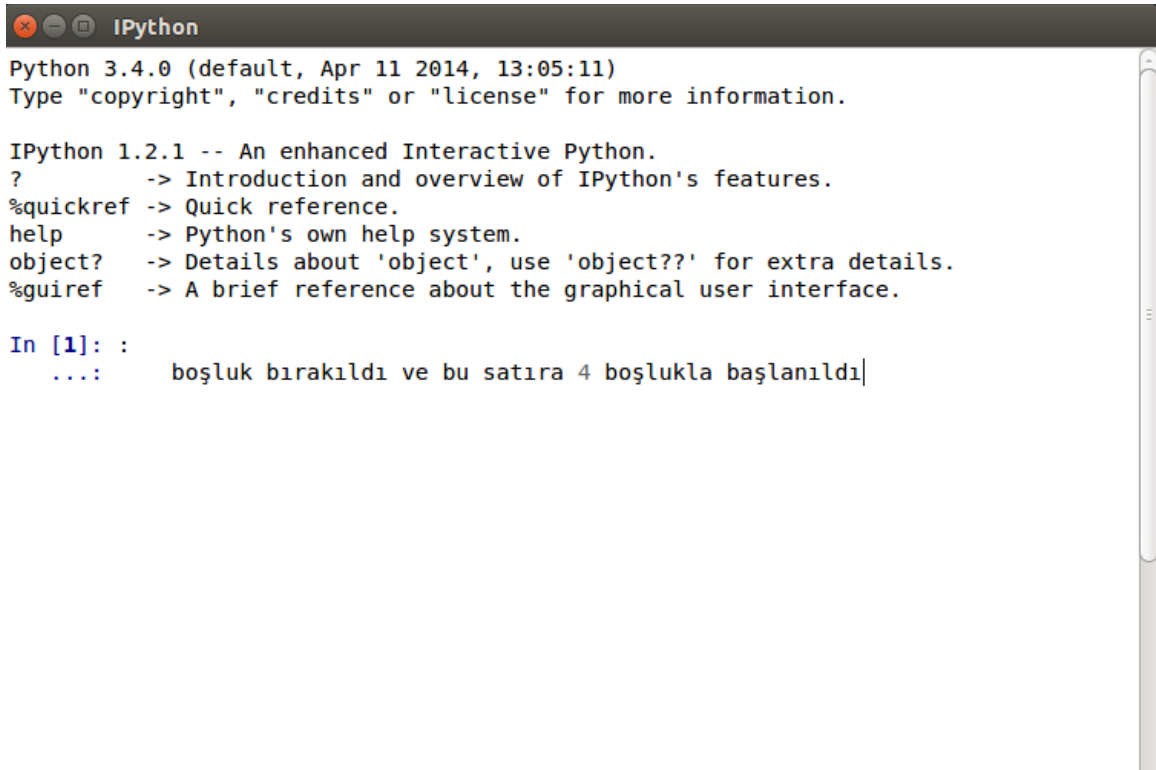 IPython
Python 3.4.0 (default, Apr 11 2014, 13:05:11)
Type "copyright", "credits" or "license" for more information.
IPython 1.2.1 -- An enhanced Interactive Python.
?         -> Introduction and overview of IPython's features.
%quickref -> Quick reference.
help      -> Python's own help system.
object?   -> Details about 'object', use 'object??' for extra details.
%guiref   -> A brief reference about the graphical user interface.
In [1]: :
   ...:     boşluk bırakıldı ve bu satıra 4 boşlukla başlanıldı